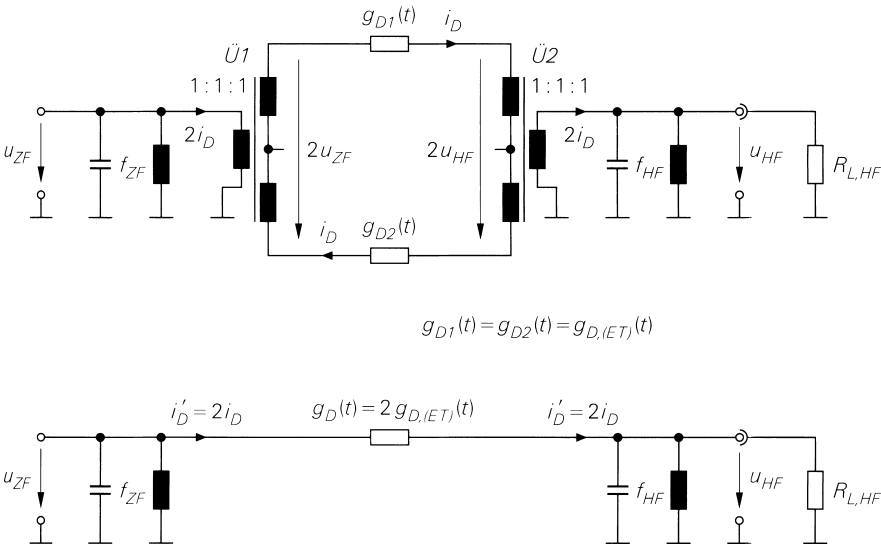 g_D1(t) i_D
Ü1 Ü2
1:1:1 1:1:1
2i_D 2i_D
u_ZF f_ZF 2u_ZF 2u_HF f_HF u_HF R_L,HF
i_D g_D2(t)
g_D1(t) = g_D2(t) = g_D,(ET)(t)
i_D′ = 2i_D g_D(t) = 2 g_D,(ET)(t) i_D′ = 2i_D
u_ZF f_ZF f_HF u_HF R_L,HF